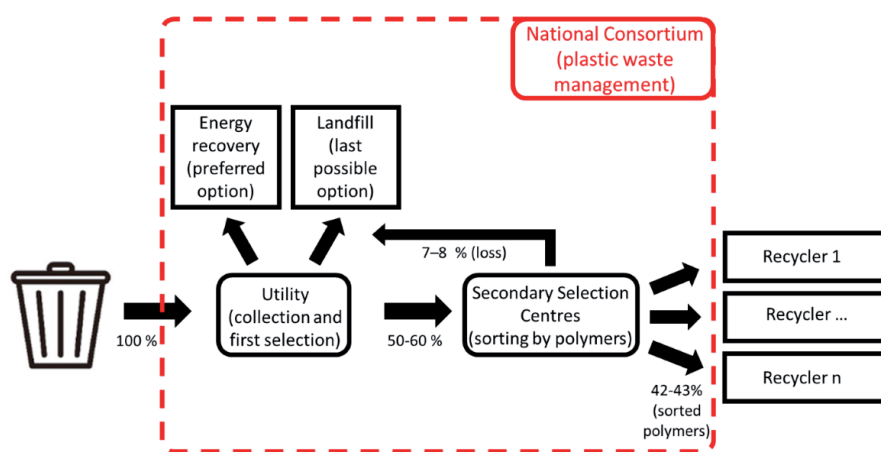 National Consortium
(plastic waste
management)
Energy
recovery
(preferred
option)
Landfill
(last
possible
option)
7–8 % (loss)
Recycler 1
Utility
(collection and
first selection)
Secondary Selection
Centres
(sorting by polymers)
Recycler ...
100 %
50-60 %
Recycler n
42-43%
(sorted
polymers)